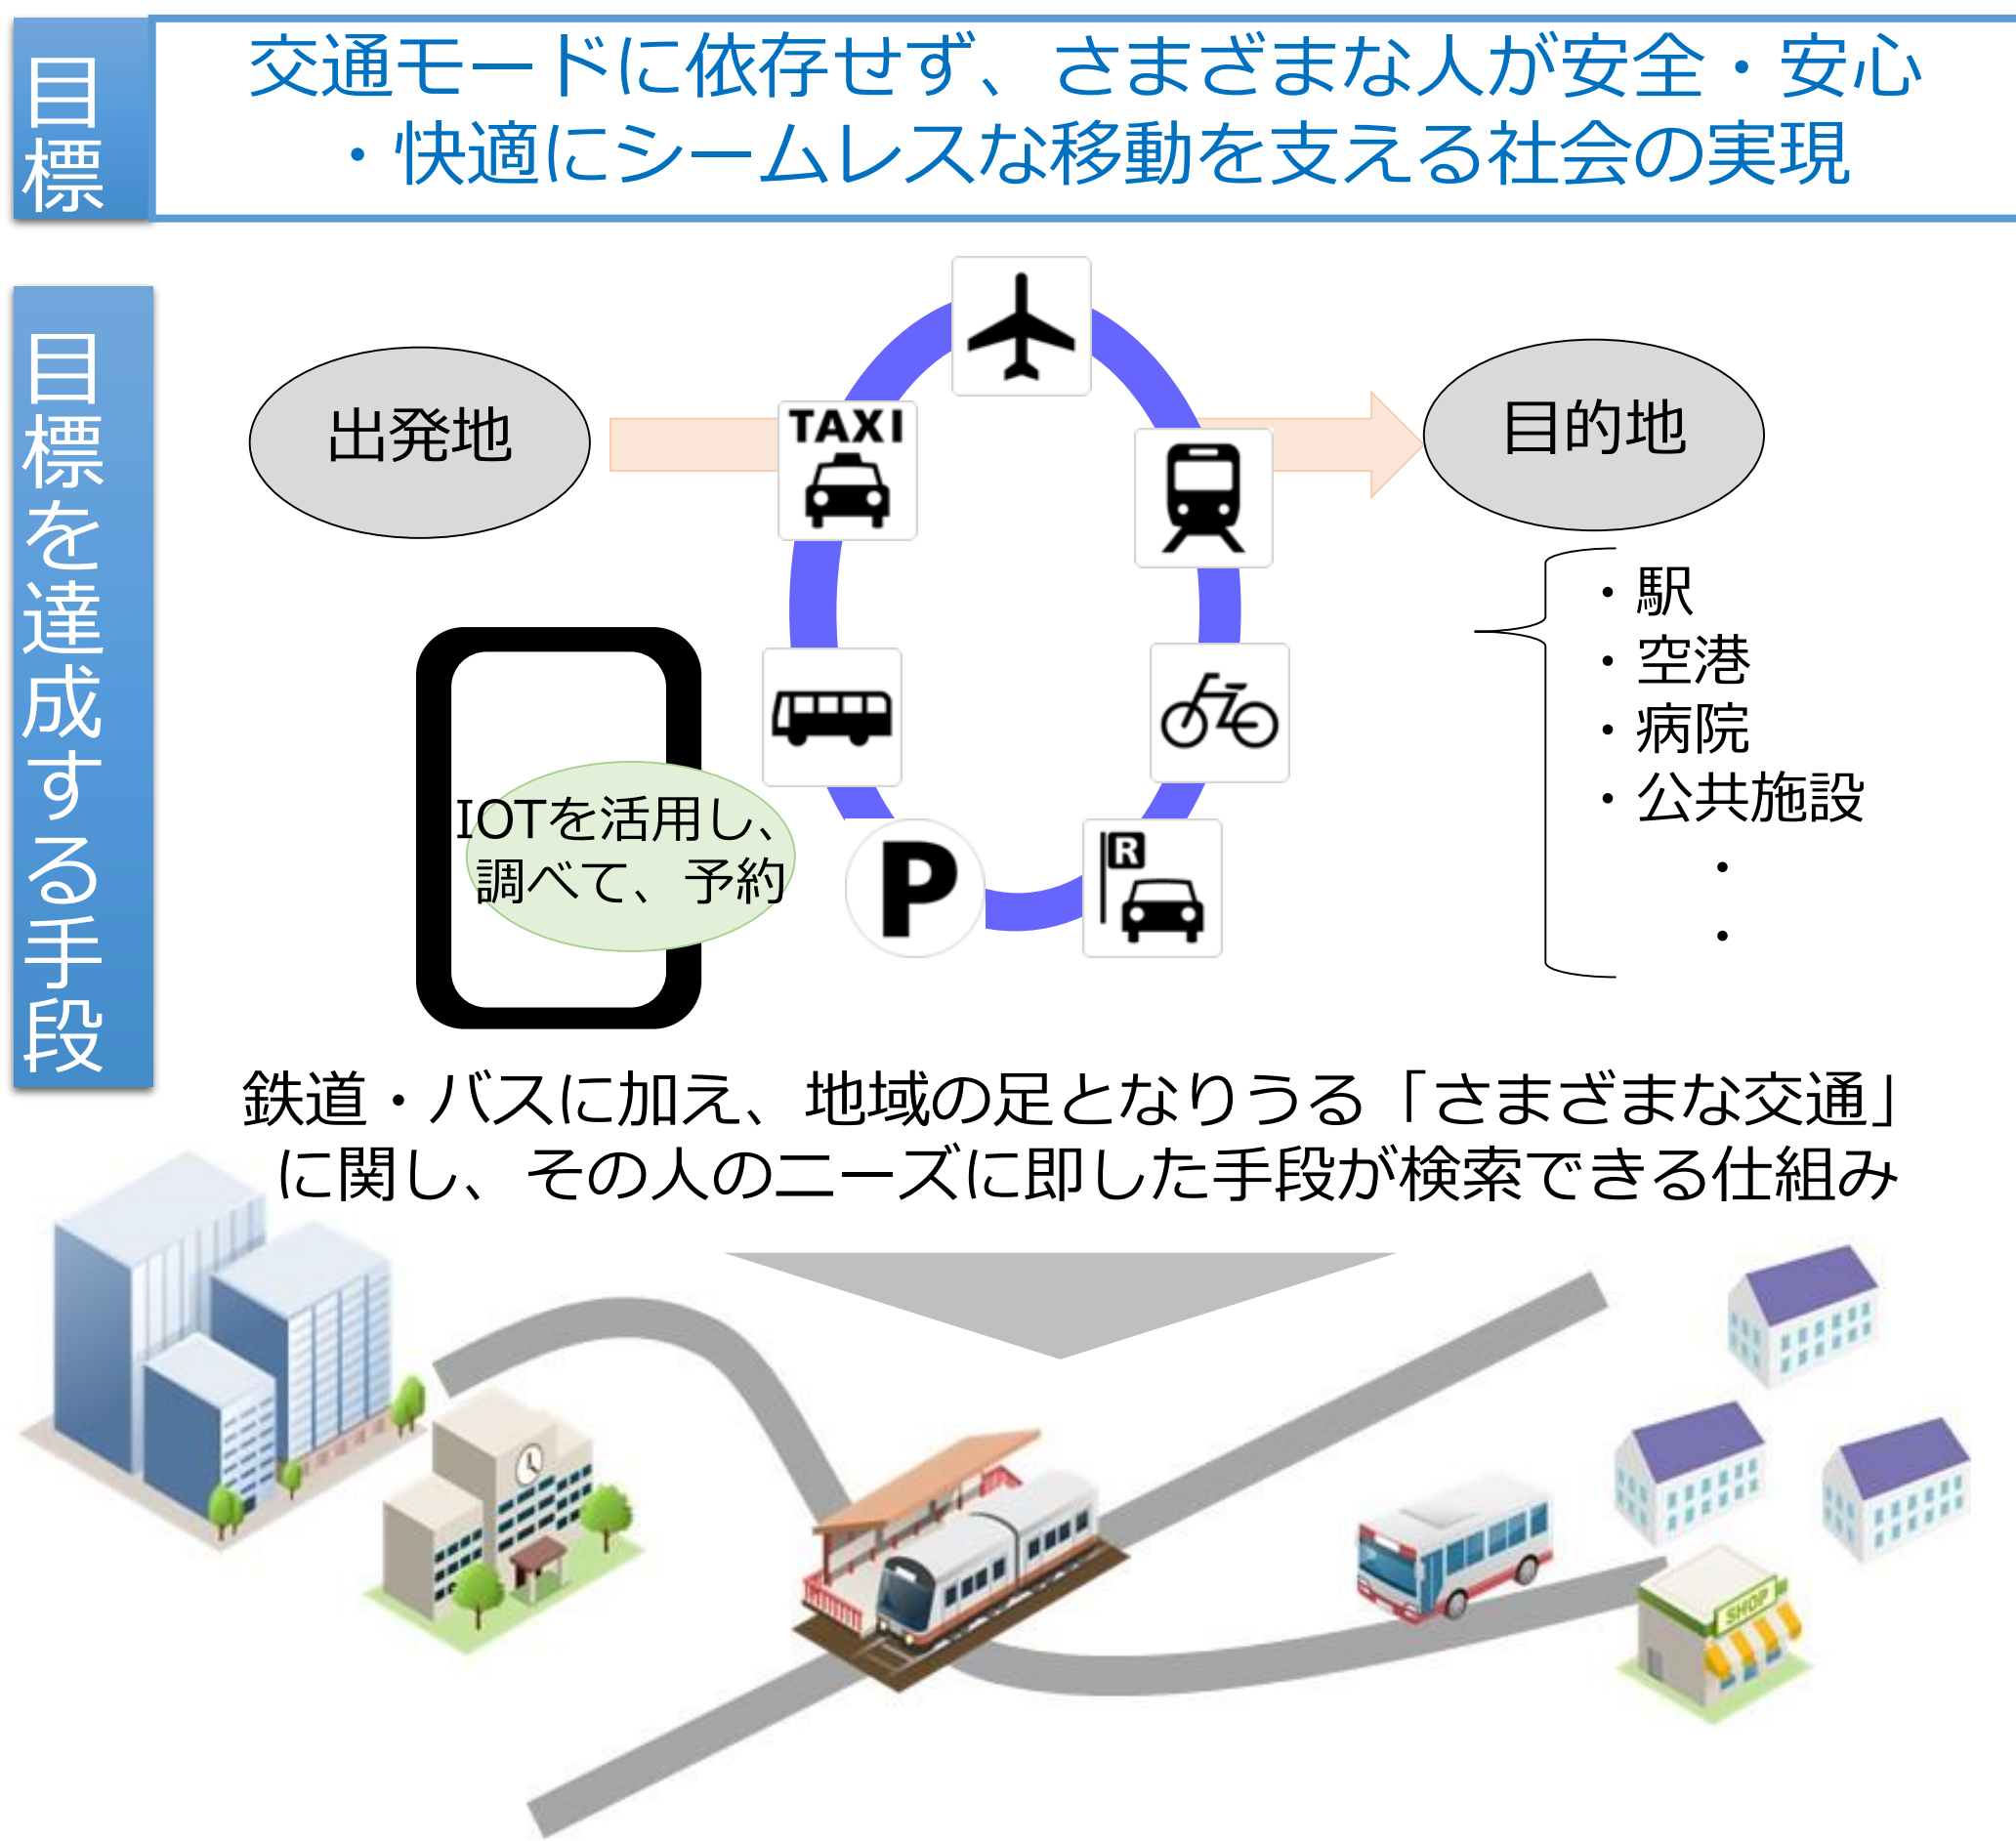 目標
交通モードに依存せず、さまざまな人が安全・安心
・快適にシームレスな移動を支える社会の実現
目標を達成する手段
出発地
TAXI
目的地
・駅
・空港
・病院
・公共施設
・
・
IOTを活用し、
調べて、予約
P
R
鉄道・バスに加え、地域の足となりうる「さまざまな交通」
に関し、その人のニーズに即した手段が検索できる仕組み
SHOP